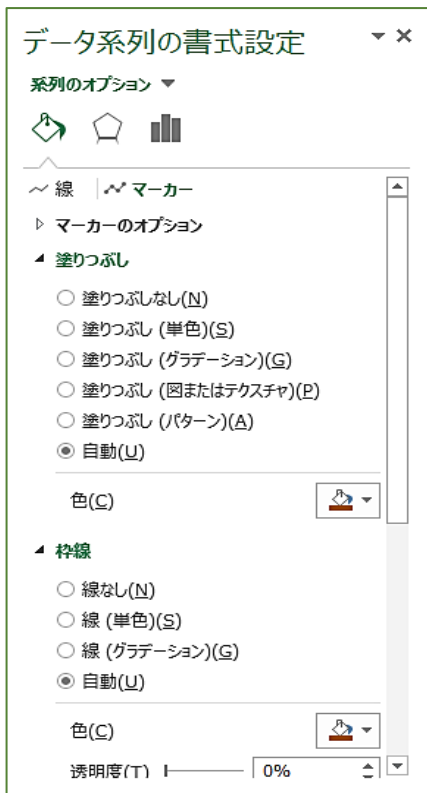 データ系列の書式設定
系列のオプション
線 マーカー
マーカーのオプション
塗りつぶし
塗りつぶしなし(N)
塗りつぶし (単色)(S)
塗りつぶし (グラデーション)(G)
塗りつぶし (図またはテクスチャ)(P)
塗りつぶし (パターン)(A)
自動(U)
色(C)
枠線
線なし(N)
線 (単色)(S)
線 (グラデーション)(G)
自動(U)
色(C)
透明度(T) 0%